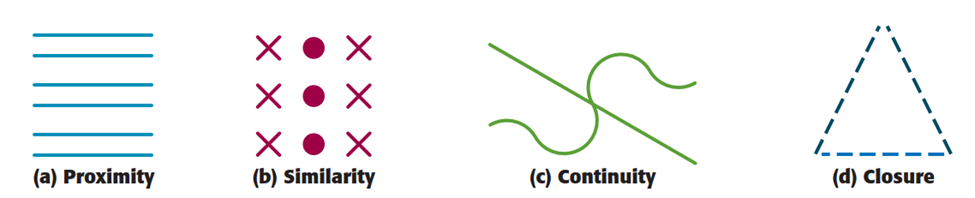 (a) Proximity
(b) Similarity
(c) Continuity
(d) Closure